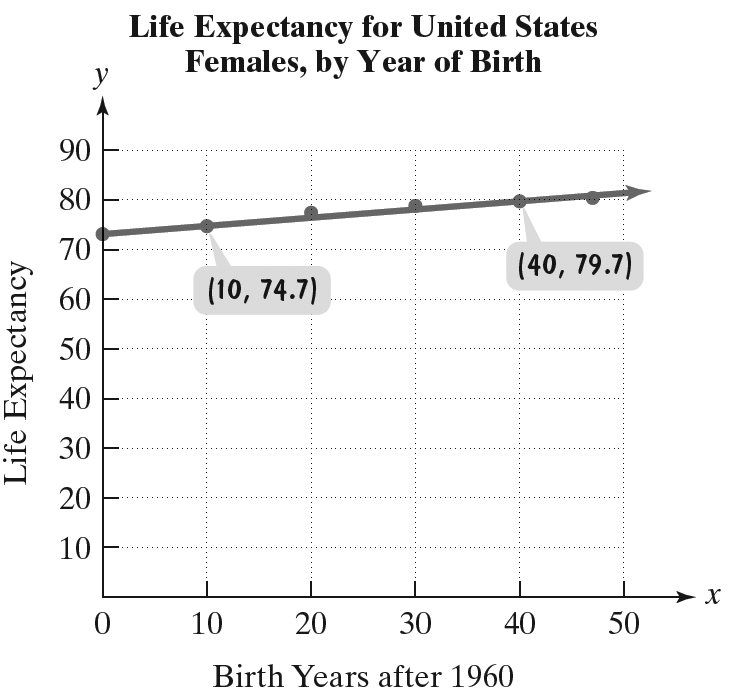 Life Expectancy for United States
Females, by Year of Birth
y
90
80
70
60
50
40
30
20
10
Life Expectancy
(10, 74.7)
(40, 79.7)
0 10 20 30 40 50 x
Birth Years after 1960